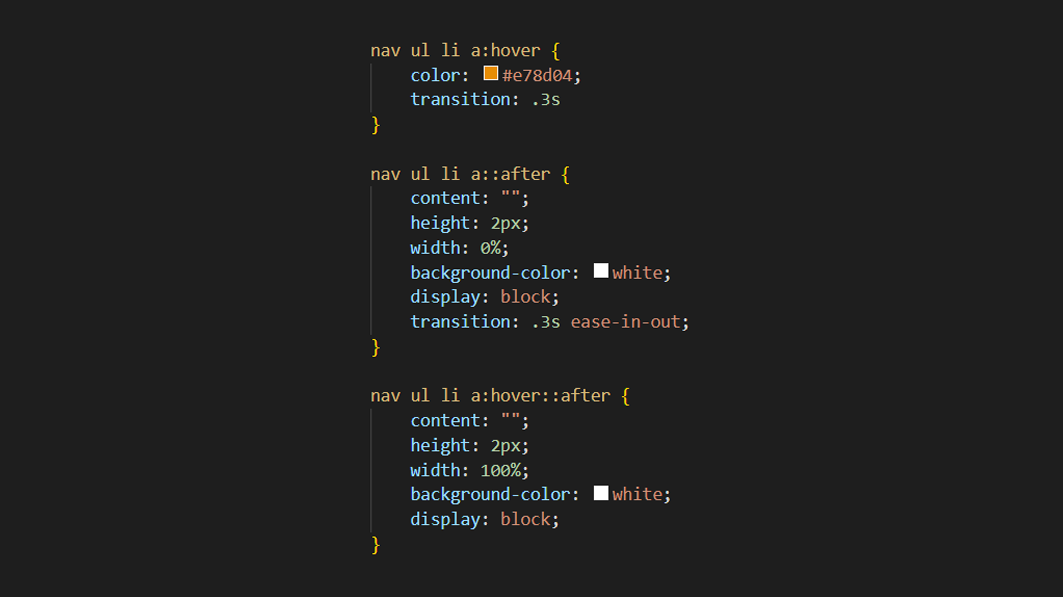 nav ul li a:hover {
    color: #e78d04;
    transition: .3s
}

nav ul li a::after {
    content: "";
    height: 2px;
    width: 0%;
    background-color: white;
    display: block;
    transition: .3s ease-in-out;
}

nav ul li a:hover::after {
    content: "";
    height: 2px;
    width: 100%;
    background-color: white;
    display: block;
}